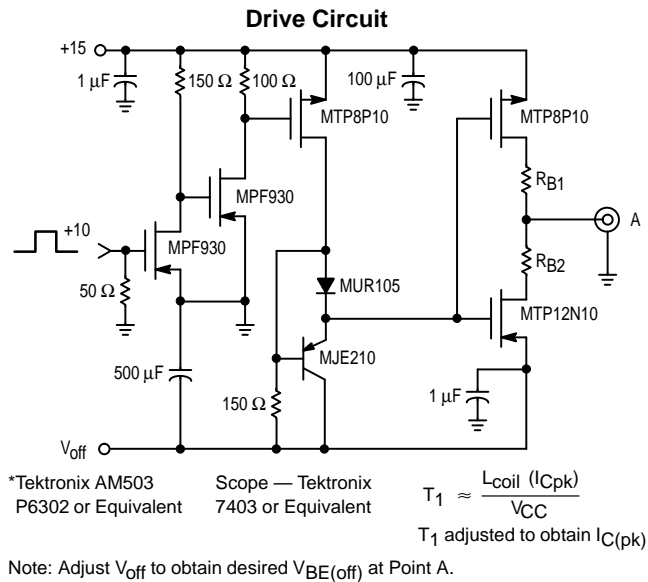 Drive Circuit
+15
1 μF
150 Ω
100 Ω
100 μF
MTP8P10
MTP8P10
MPF930
RB1
+10
MPF930
A
50 Ω
RB2
MUR105
MTP12N10
500 μF
MJE210
150 Ω
1 μF
Voff
*Tektronix AM503
P6302 or Equivalent
Scope — Tektronix
7403 or Equivalent
T1 ≈ Lcoil (ICpk)
VCC
T1 adjusted to obtain IC(pk)
Note: Adjust Voff to obtain desired VBE(off) at Point A.